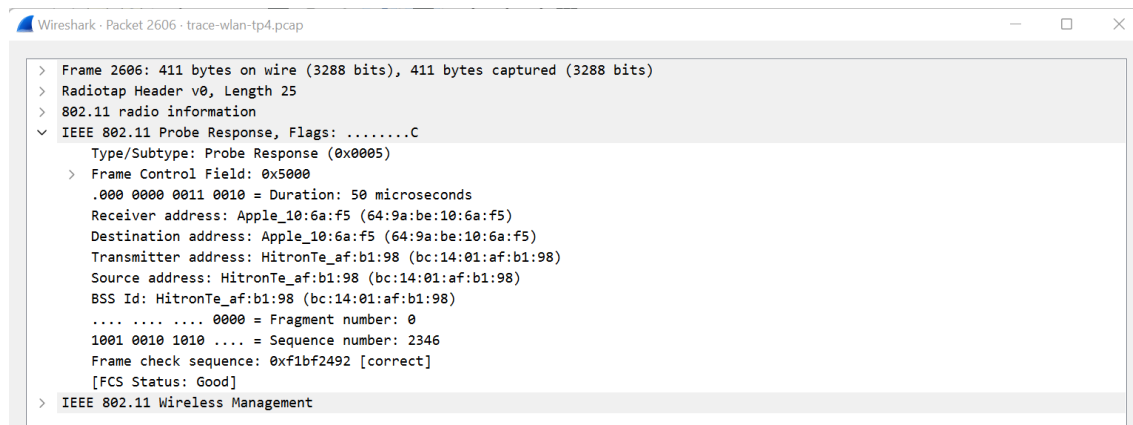 Wireshark · Packet 2606 · trace-wlan-tp4.pcap
> Frame 2606: 411 bytes on wire (3288 bits), 411 bytes captured (3288 bits)
> Radiotap Header v0, Length 25
> 802.11 radio information
IEEE 802.11 Probe Response, Flags: ........C
Type/Subtype: Probe Response (0x0005)
> Frame Control Field: 0x5000
.000 0000 0011 0010 = Duration: 50 microseconds
Receiver address: Apple_10:6a:f5 (64:9a:be:10:6a:f5)
Destination address: Apple_10:6a:f5 (64:9a:be:10:6a:f5)
Transmitter address: HitronTe_af:b1:98 (bc:14:01:af:b1:98)
Source address: HitronTe_af:b1:98 (bc:14:01:af:b1:98)
BSS Id: HitronTe_af:b1:98 (bc:14:01:af:b1:98)
.... .... .... 0000 = Fragment number: 0
1001 0010 1010 .... = Sequence number: 2346
Frame check sequence: 0xf1bf2492 [correct]
[FCS Status: Good]
> IEEE 802.11 Wireless Management